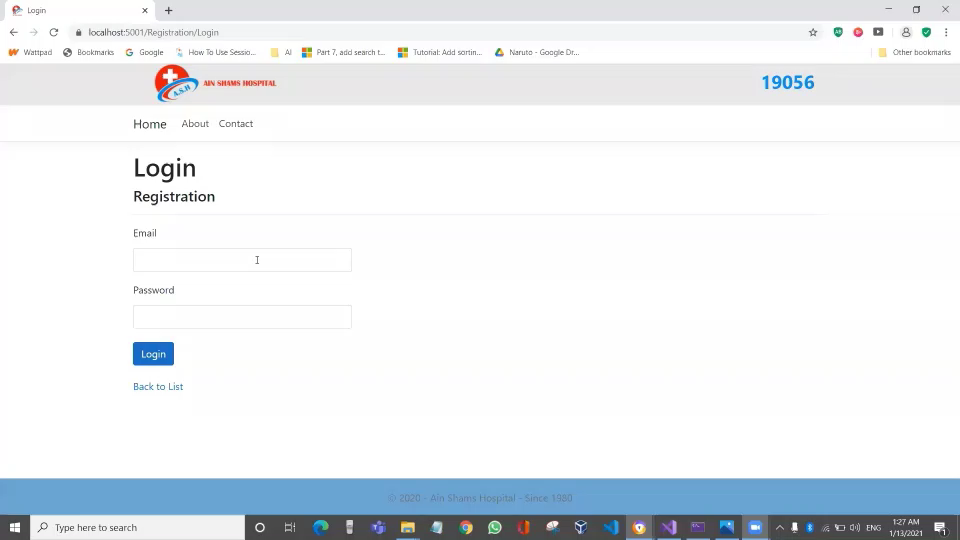 Login
localhost:5001/Registration/Login
Wattpad
Bookmarks
Google
How To Use Sessio...
AI
Part 7, add search t...
Tutorial: Add sortin...
Naruto - Google Dr...
Other bookmarks
A.S.H
AIN SHAMS HOSPITAL
19056
Home
About
Contact
Login
Registration
Email
Password
Login
Back to List
© 2020 - Ain Shams Hospital - Since 1980
Type here to search
ENG
1:27 AM
1/13/2021